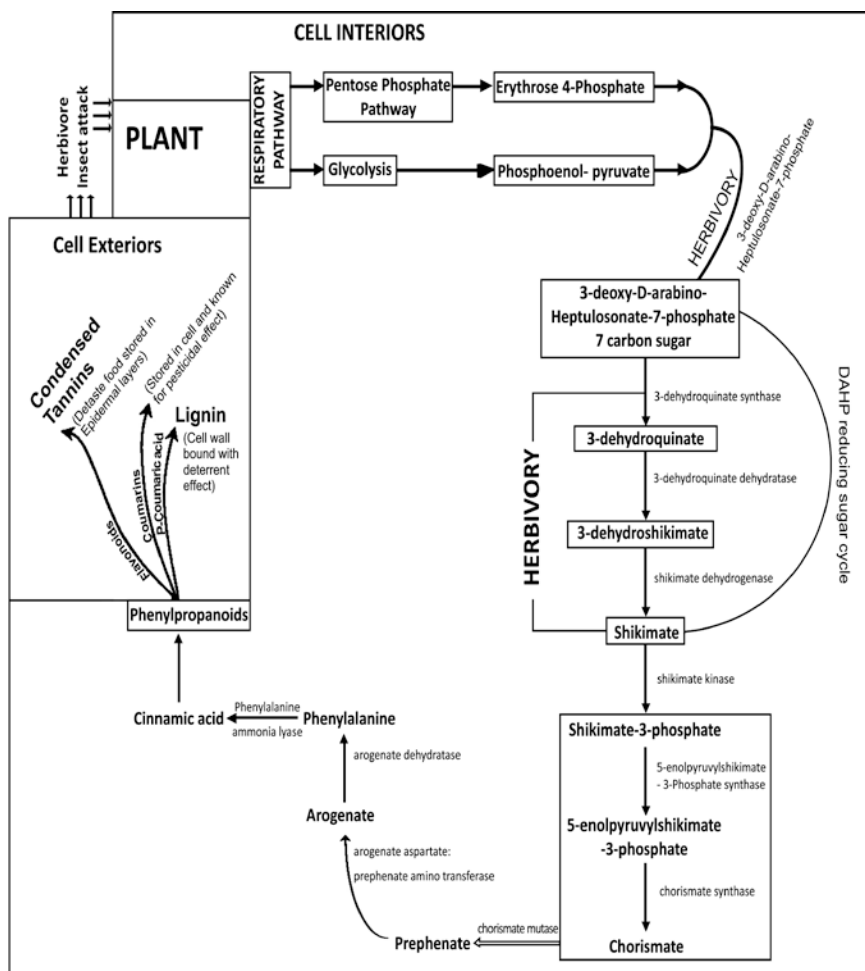 CELL INTERIORS
Herbivore
Insect attack
PLANT
RESPIRATORY
PATHWAY
Pentose Phosphate
Pathway
Erythrose 4-Phosphate
Glycolysis
Phosphoenol- pyruvate
HERBIVORY
3-deoxy-D-arabino-
Heptulosonate-7-phosphate
Cell Exteriors
Condensed
Tannins
(Detaste food stored in
Epidermal layers)
(Stored in cell and known
for pesticidal effect)
Lignin
(Cell wall
bound with
deterrent
effect)
Flavonoids
Coumarins
P-Coumaric acid
Phenylpropanoids
3-deoxy-D-arabino-
Heptulosonate-7-phosphate
7 carbon sugar
3-dehydroquinate synthase
3-dehydroquinate
3-dehydroquinate dehydratase
3-dehydroshikimate
shikimate dehydrogenase
Shikimate
HERBIVORY
DAHP reducing sugar cycle
shikimate kinase
Shikimate-3-phosphate
5-enolpyruvylshikimate
- 3-Phosphate synthase
5-enolpyruvylshikimate
-3-phosphate
chorismate synthase
Chorismate
chorismate mutase
Prephenate
arogenate aspartate:
prephenate amino transferase
Arogenate
arogenate dehydratase
Phenylalanine
Phenylalanine
ammonia lyase
Cinnamic acid